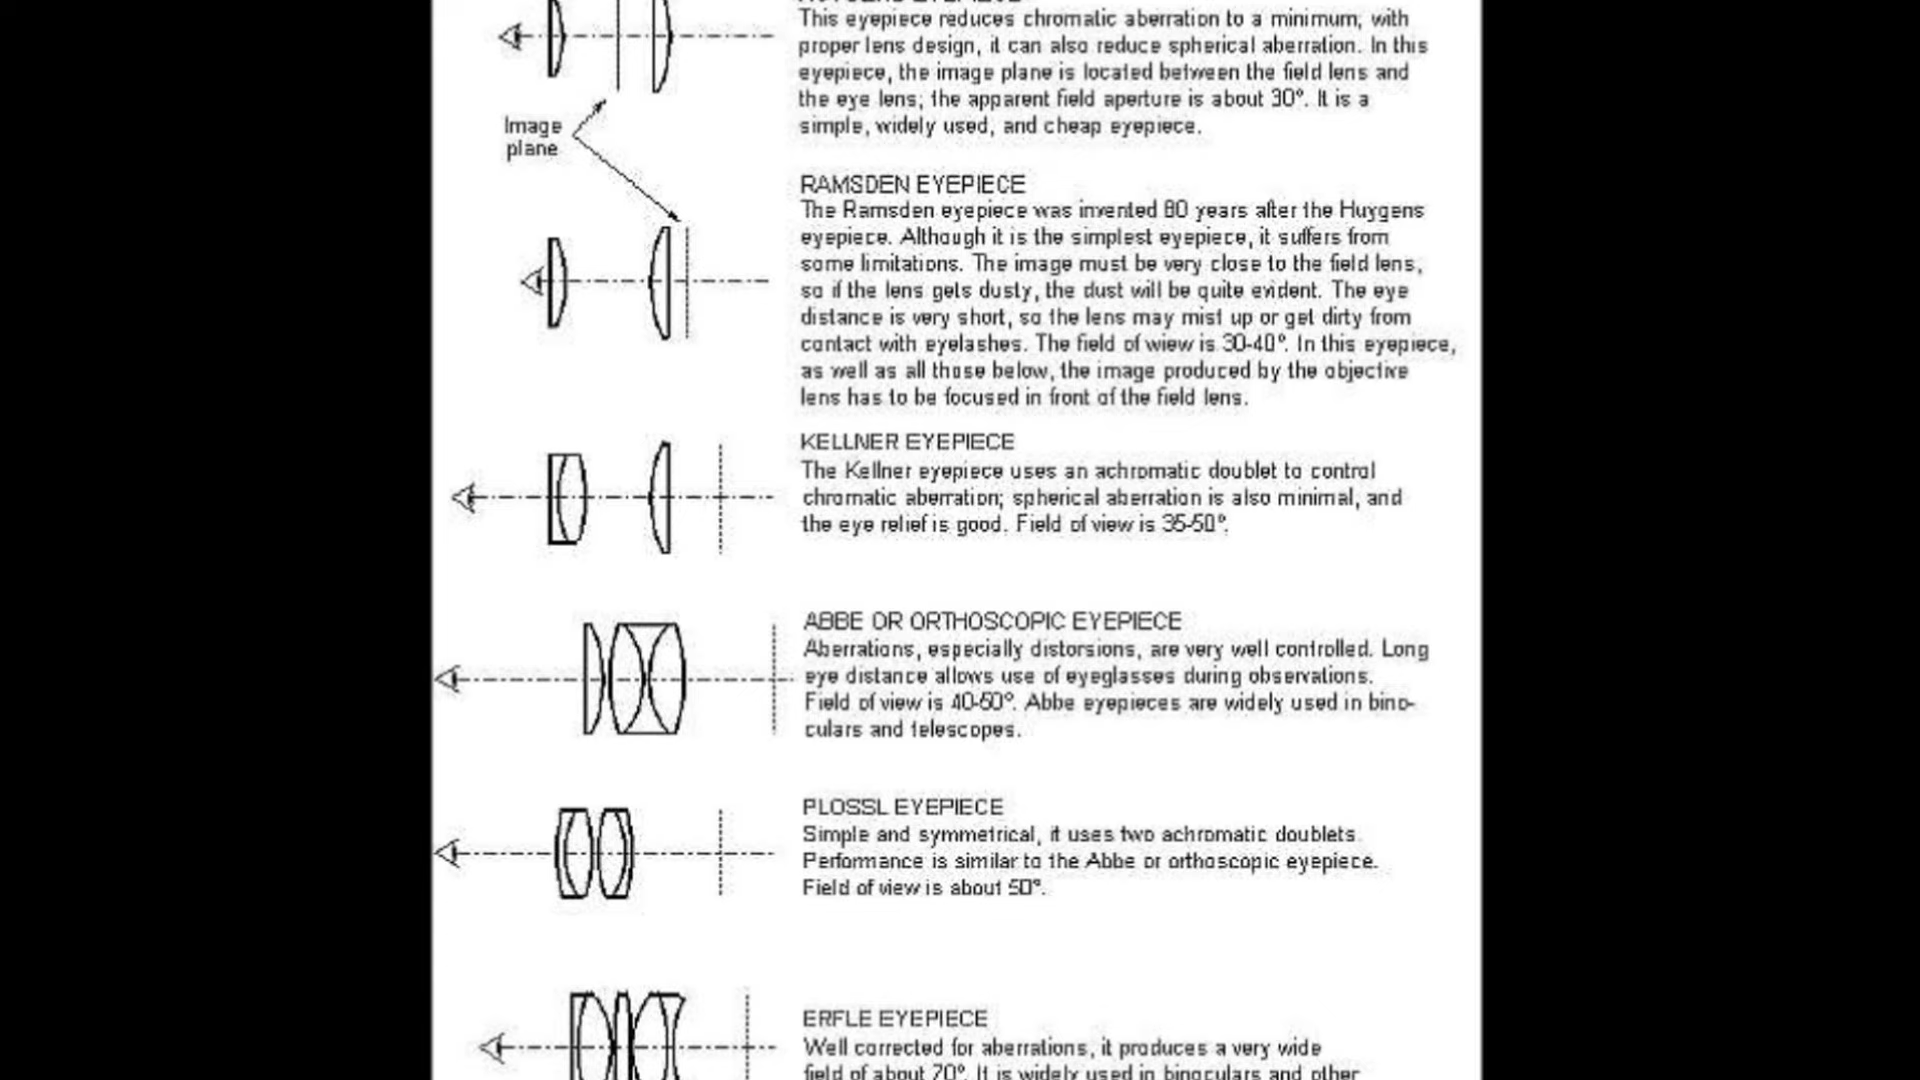 This eyepiece reduces chromatic aberration to a minimum; with
proper lens design, it can also reduce spherical aberration. In this
eyepiece, the image plane is located between the field lens and
the eye lens; the apparent field aperture is about 30°. It is a
simple, widely used, and cheap eyepiece.
Image
plane
RAMSDEN EYEPIECE
The Ramsden eyepiece was invented 80 years after the Huygens
eyepiece. Although it is the simplest eyepiece, it suffers from
some limitations. The image must be very close to the field lens,
so if the lens gets dusty, the dust will be quite evident. The eye
distance is very short, so the lens may mist up or get dirty from
contact with eyelashes. The field of wiew is 30-40°. In this eyepiece,
as well as all those below, the image produced by the objective
lens has to be focused in front of the field lens.
KELLNER EYEPIECE
The Kellner eyepiece uses an achromatic doublet to control
chromatic aberration; spherical aberration is also minimal, and
the eye relief is good. Field of view is 35-50°.
ABBE OR ORTHOSCOPIC EYEPIECE
Aberrations, especially distorsions, are very well controlled. Long
eye distance allows use of eyeglasses during observations.
Field of view is 40-50°. Abbe eyepieces are widely used in bino-
culars and telescopes.
PLOSSL EYEPIECE
Simple and symmetrical, it uses two achromatic doublets.
Performance is similar to the Abbe or orthoscopic eyepiece.
Field of view is about 50°.
ERFLE EYEPIECE
Well corrected for aberrations, it produces a very wide
field of about 70°. It is widely used in binoculars and other